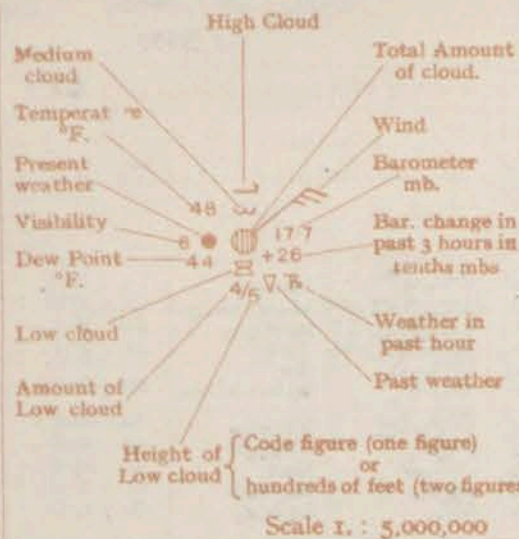 High Cloud
Medium
cloud
Total Amount
of cloud.
Temperat re
°F.
Wind
Present
weather
Barometer
mb.
48
Visibility
6
177
Bar. change in
past 3 hours in
tenths mbs
Dew Point
°F.
44
+26
4/5
Low cloud
Weather in
past hour
Amount of
Low cloud
Past weather
Height of
Low cloud
Code figure (one figure)
or
hundreds of feet (two figures
Scale 1. : 5,000,000